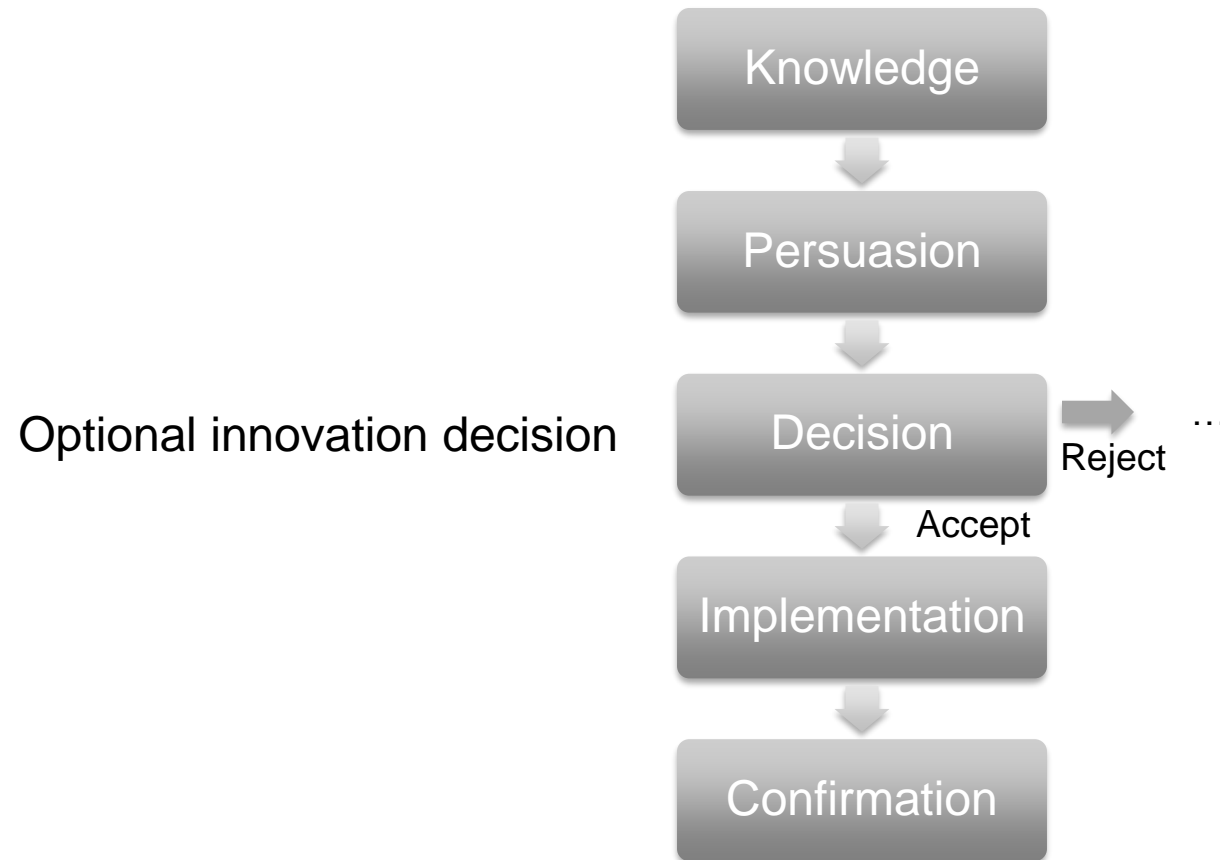 Knowledge
Persuasion
Optional innovation decision
Decision
…
Reject
Accept
Implementation
Confirmation